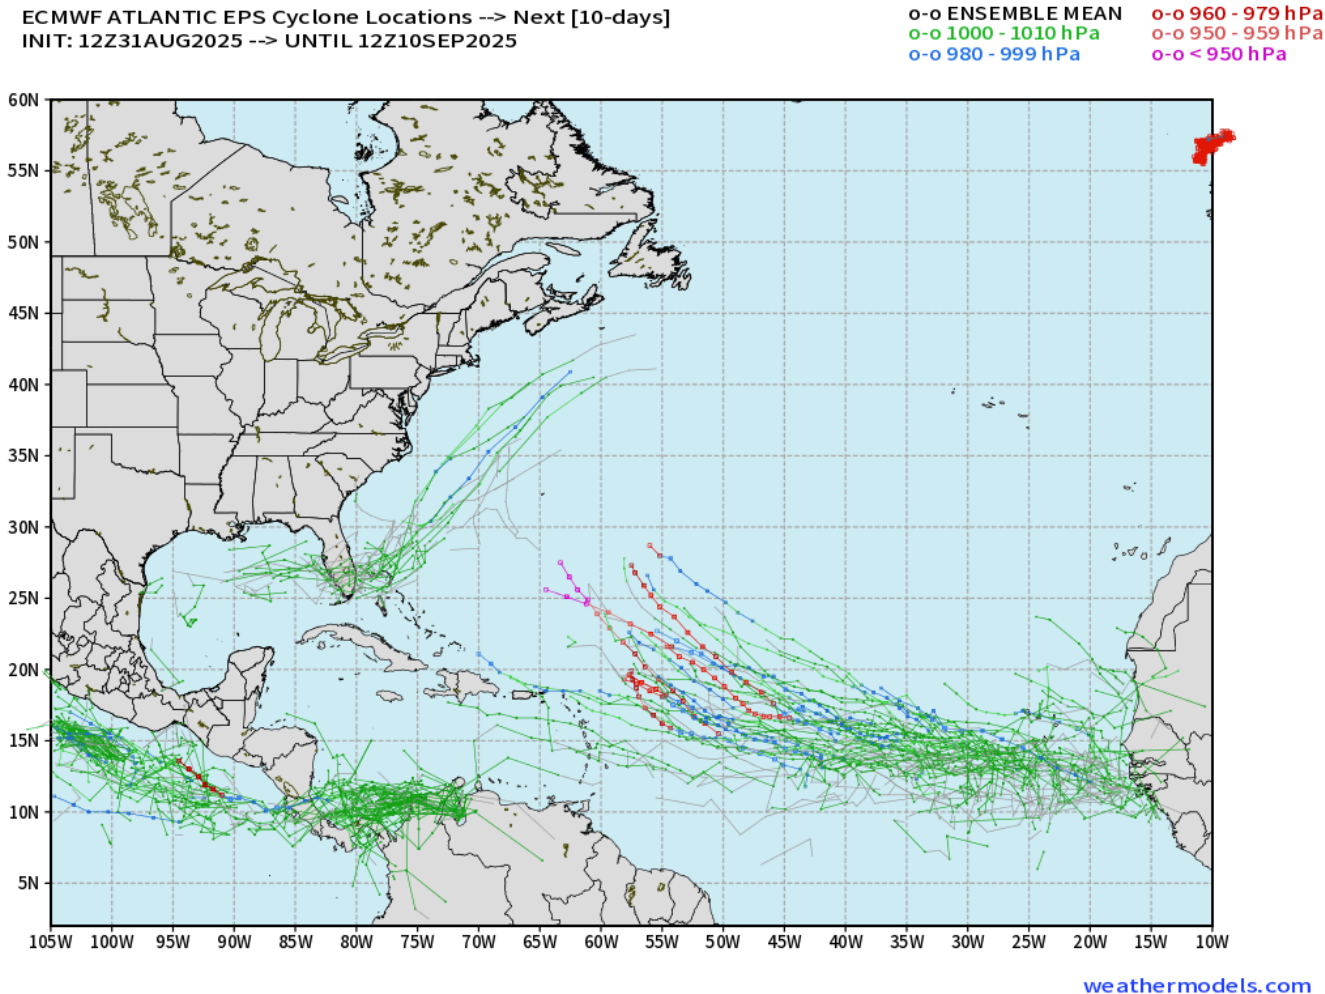 ECMWF ATLANTIC EPS Cyclone Locations --> Next [10-days]
INIT: 12Z31AUG2025 --> UNTIL 12Z10SEP2025
o-o ENSEMBLE MEAN
o-o 960 - 979 hPa
o-o 1000 - 1010 hPa
o-o 950 - 959 hPa
o-o 980 - 999 hPa
o-o < 950 hPa
60N
55N
50N
45N
40N
35N
30N
25N
20N
15N
10N
5N
105W 100W 95W 90W 85W 80W 75W 70W 65W 60W 55W 50W 45W 40W 35W 30W 25W 20W 15W 10W
weathermodels.com